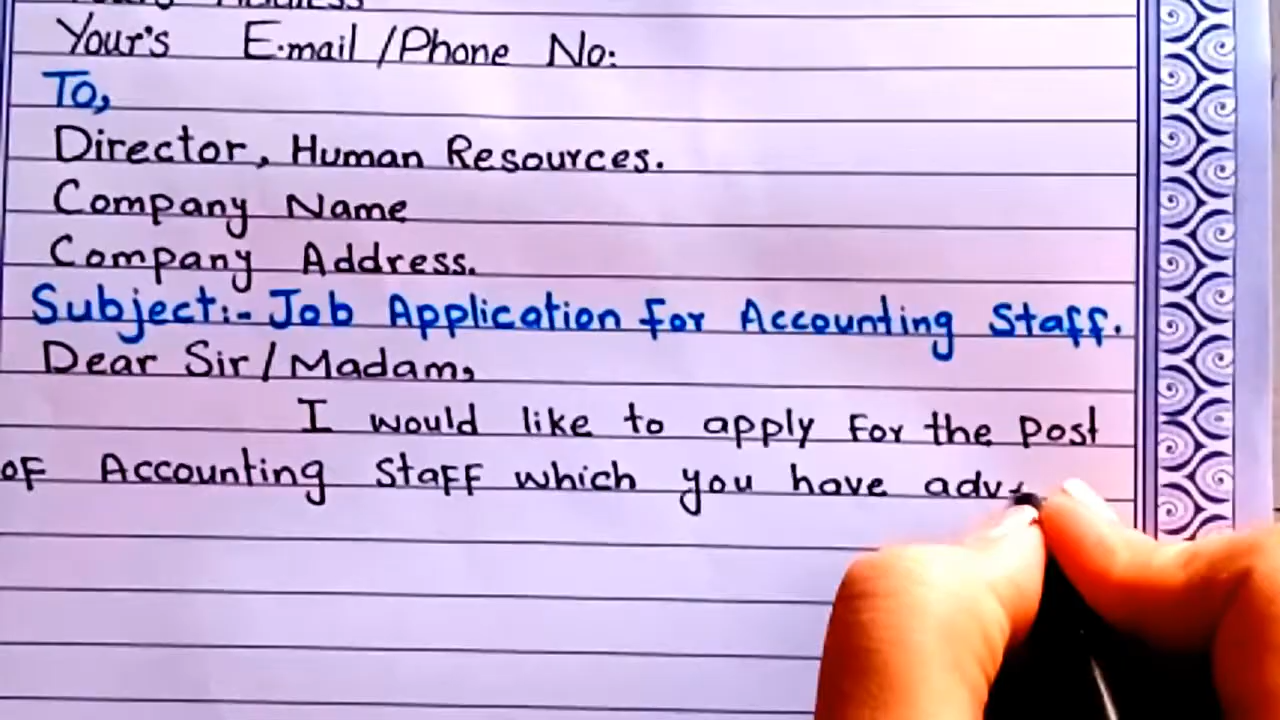 Your's E.mail /Phone No:
To,
Director, Human Resources.
Company Name
Company Address.
Subject:- Job Application For Accounting Staff.
Dear Sir/Madam,
I would like to apply For the post
of Accounting Staff which you have adv